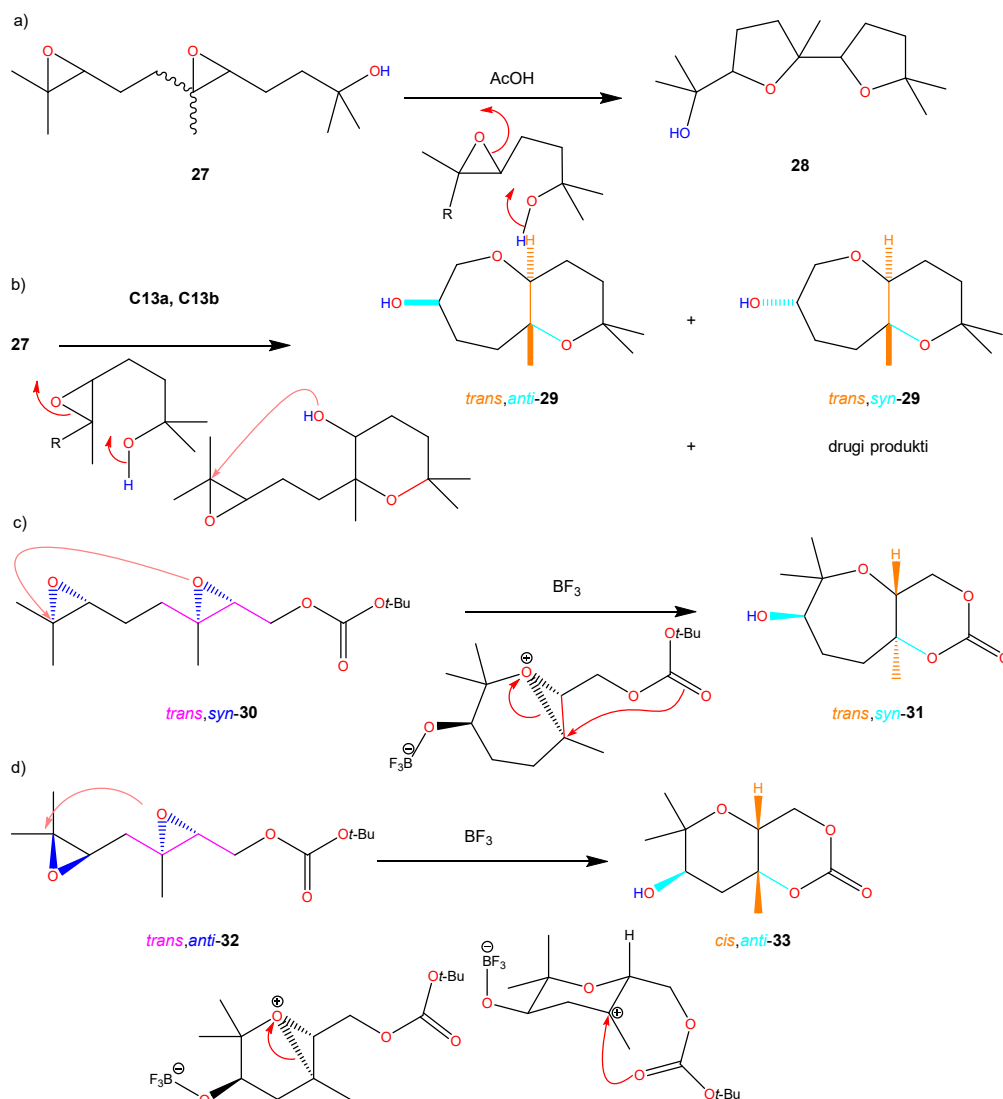 a)
O
O
OH
AcOH
O
O
HO
27
28
O
R
O
H
b)
C13a, C13b
27
O
R
O
H
HO
O
O
O
H
HO
O
trans,anti-29
+
O
H
HO
O
trans,syn-29
+
drugi produkti
c)
O
O
O
Ot-Bu
O
trans,syn-30
BF3
O
⊕
O
Ot-Bu
O
O
F3B
⊖
O
H
O
O
O
HO
trans,syn-31
d)
O
O
O
Ot-Bu
O
trans,anti-32
BF3
O
H
O
O
O
HO
cis,anti-33
O
⊕
O
Ot-Bu
O
O
F3B
⊖
⊖
BF3
O
O
H
⊕
O
O
Ot-Bu